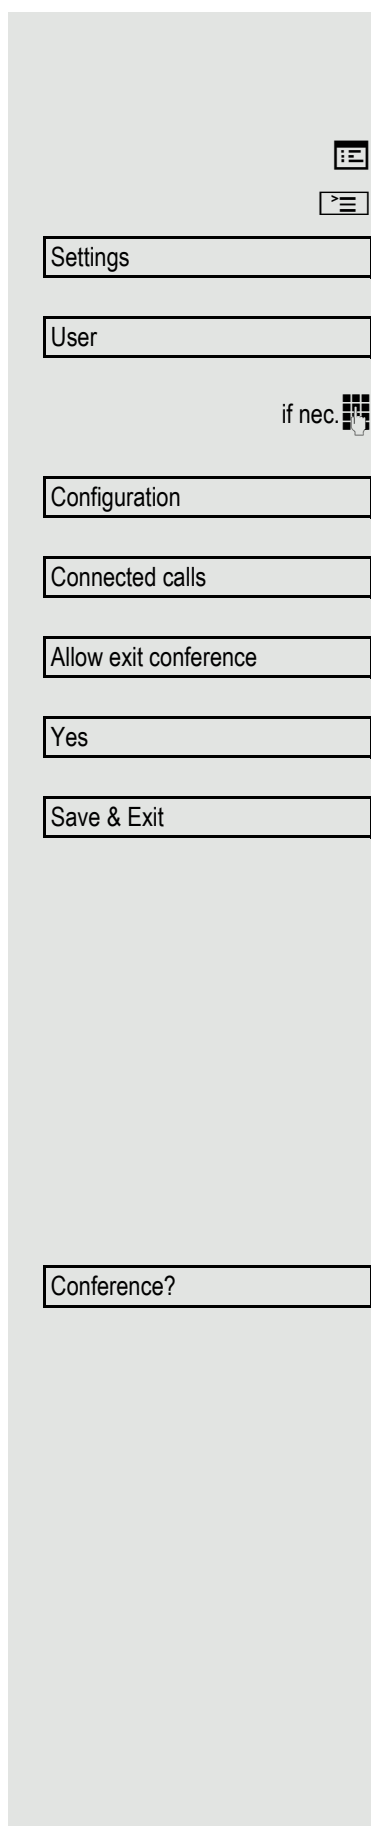 Settings
User
if nec.
Configuration
Connected calls
Allow exit conference
Yes
Save & Exit
Conference?